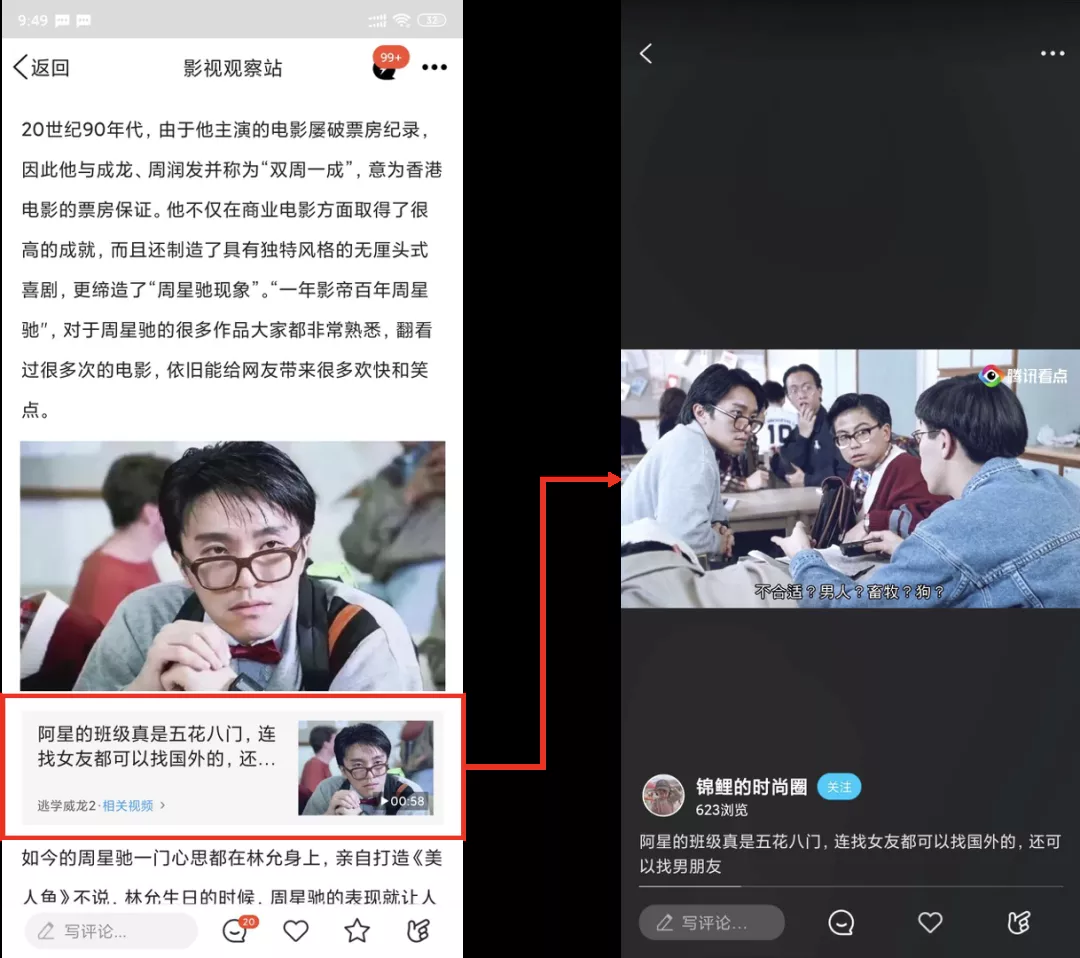 9:49
32
返回
影视观察站
99+
20世纪90年代，由于他主演的电影屡破票房纪录，
因此他与成龙、周润发并称为“双周一成”，意为香港
电影的票房保证。他不仅在商业电影方面取得了很
高的成就，而且还制造了具有独特风格的无厘头式
喜剧，更缔造了“周星驰现象”。“一年影帝百年周星
驰”，对于周星驰的很多作品大家都非常熟悉，翻看
过很多次的电影，依旧能给网友带来很多欢快和笑
点。
阿星的班级真是五花八门，连
找女友都可以找国外的，还...
逃学威龙2·相关视频 >
00:58
如今的周星驰一门心思都在林允身上，亲自打造《美
人鱼》不说，林允生日的时候，周星驰的表现就让人
写评论...
20
腾讯看点
10
不合适？男人？畜牧？狗？
锦鲤的时尚圈
关注
623浏览
阿星的班级真是五花八门，连找女友都可以找国外的，还可
以找男朋友
写评论...